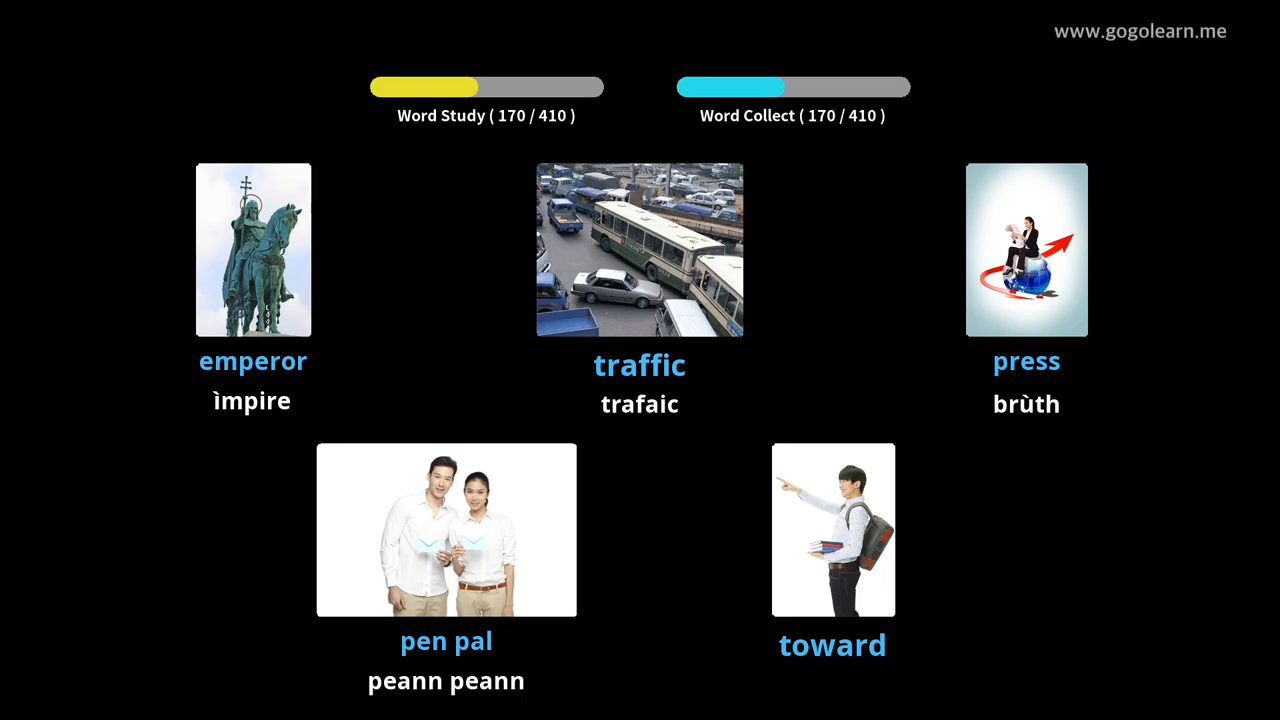 www.gogolearn.me
Word Study ( 170 / 410 )
Word Collect ( 170 / 410 )
emperor
ìmpire
traffic
trafaic
press
brùth
pen pal
peann peann
toward